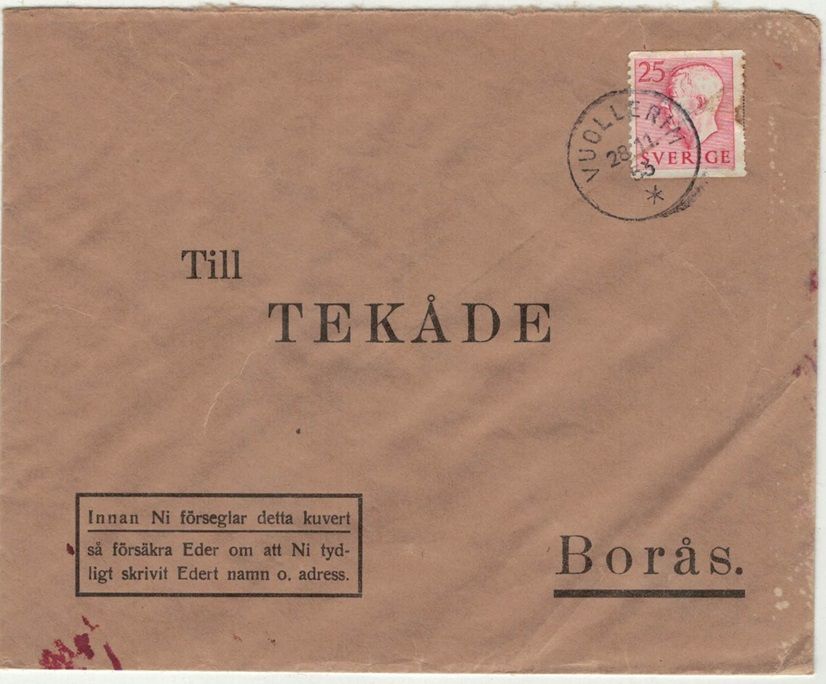 25
SVERIGE
VUOLLERIM
28.11.
53
Till
TEKÅDE
Innan Ni förseglar detta kuvert
så försäkra Eder om att Ni tyd-
ligt skrivit Edert namn o. adress.
Borås.